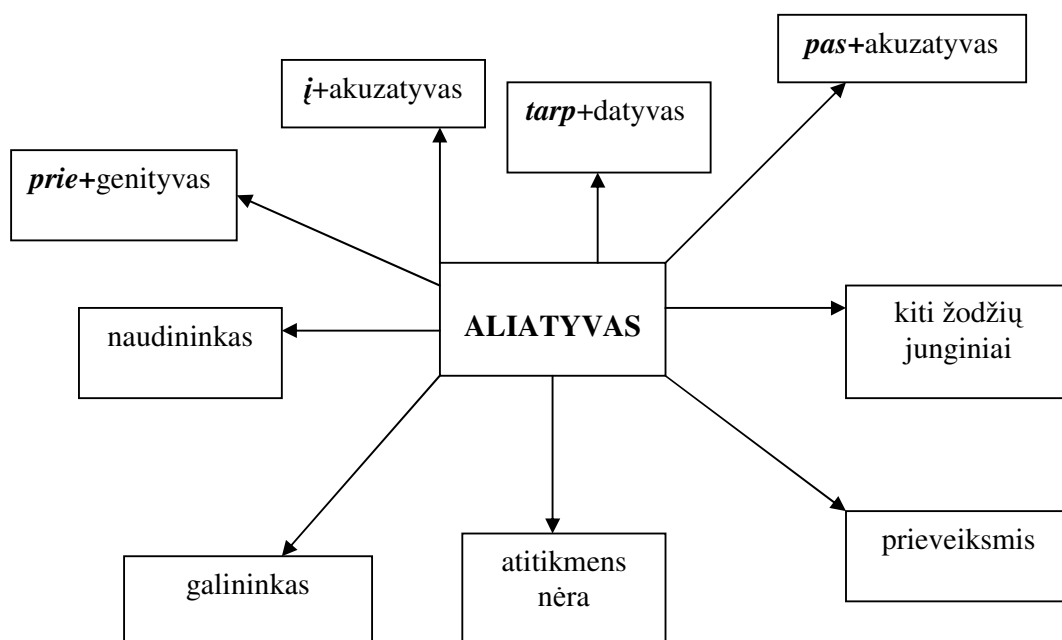 pas+akuzatyvas
į+akuzatyvas
tarp+datyvas
prie+genityvas
ALIATYVAS
naudininkas
kiti žodžių
junginiai
galininkas
atitikmens
nėra
prieveiksmis